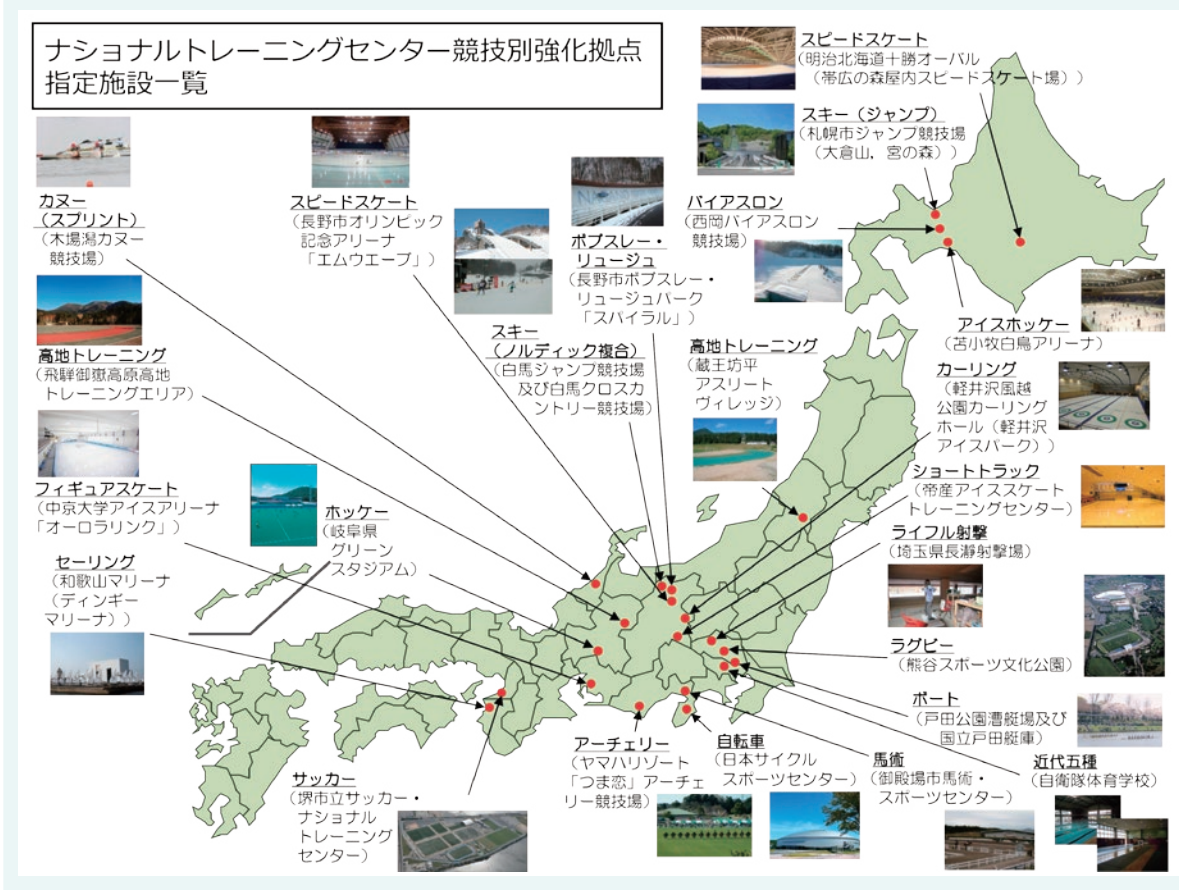 ナショナルトレーニングセンター競技別強化拠点
指定施設一覧
スピードスケート
(明治北海道十勝オーバル
(帯広の森屋内スピードスケート場))
スキー(ジャンプ)
(札幌市ジャンプ競技場
(大倉山，宮の森))
カヌー
(スプリント)
(木場潟カヌー
競技場)
スピードスケート
(長野市オリンピック
記念アリーナ
「エムウエーブ」)
ボブスレー・
リュージュ
(長野市ボブスレー・
リュージュパーク
「スパイラル」)
バイアスロン
(西岡バイアスロン
競技場)
アイスホッケー
(苫小牧白鳥アリーナ)
高地トレーニング
(飛騨御嶽高原高地
トレーニングエリア)
スキー
(ノルディック複合)
(白馬ジャンプ競技場
及び白馬クロスカ
ントリー競技場)
高地トレーニング
(蔵王坊平
アスリート
ヴィレッジ)
カーリング
(軽井沢風越
公園カーリング
ホール(軽井沢
アイスパーク))
フィギュアスケート
(中京大学アイスアリーナ
「オーロラリンク」)
ホッケー
(岐阜県
グリーン
スタジアム)
ショートトラック
(帝産アイススケート
トレーニングセンター)
ライフル射撃
(埼玉県長瀞射撃場)
セーリング
(和歌山マリーナ
(ディンギー
マリーナ))
ラグビー
(熊谷スポーツ文化公園)
ボート
(戸田公園漕艇場及び
国立戸田艇庫)
近代五種
(自衛隊体育学校)
サッカー
(堺市立サッカー・
ナショナル
トレーニング
センター)
アーチェリー
(ヤマハリゾート
「つま恋」アーチェ
リー競技場)
自転車
(日本サイクル
スポーツセンター)
馬術
(御殿場市馬術・
スポーツセンター)